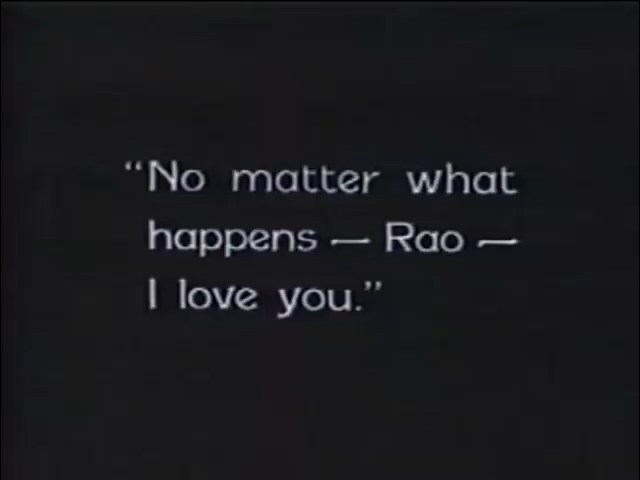 “No matter what
happens — Rao —
I love you.”